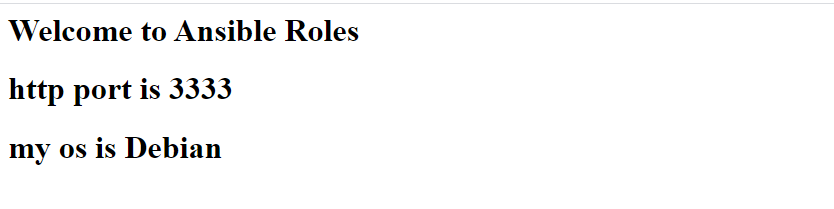 Welcome to Ansible Roles
http port is 3333
my os is Debian